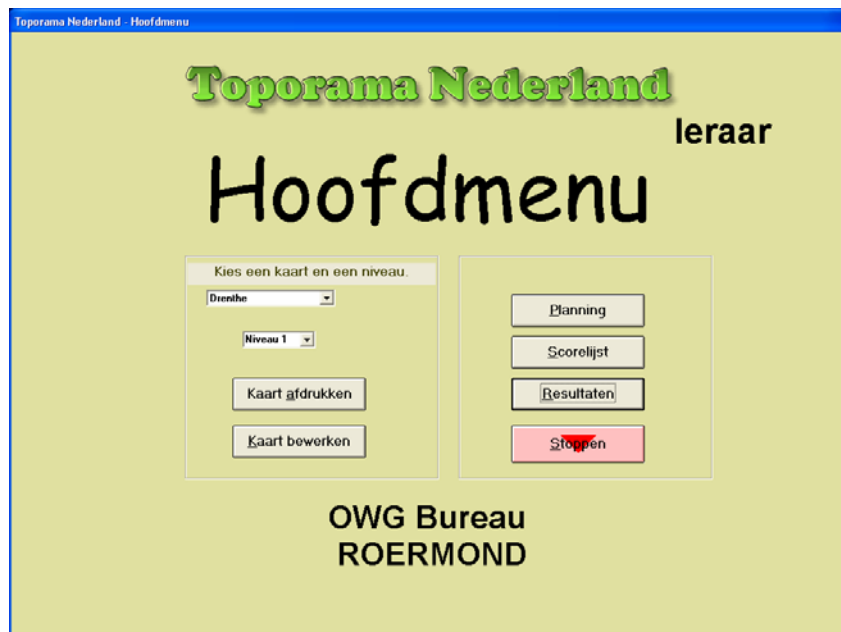 Toporama Nederland - Hoofdmenu
Toporama Nederland
leraar
Hoofdmenu
Kies een kaart en een niveau.
Drenthe
Niveau 1
Kaart afdrukken
Kaart bewerken
Planning
Scorelijst
Resultaten
Stoppen
OWG Bureau
ROERMOND